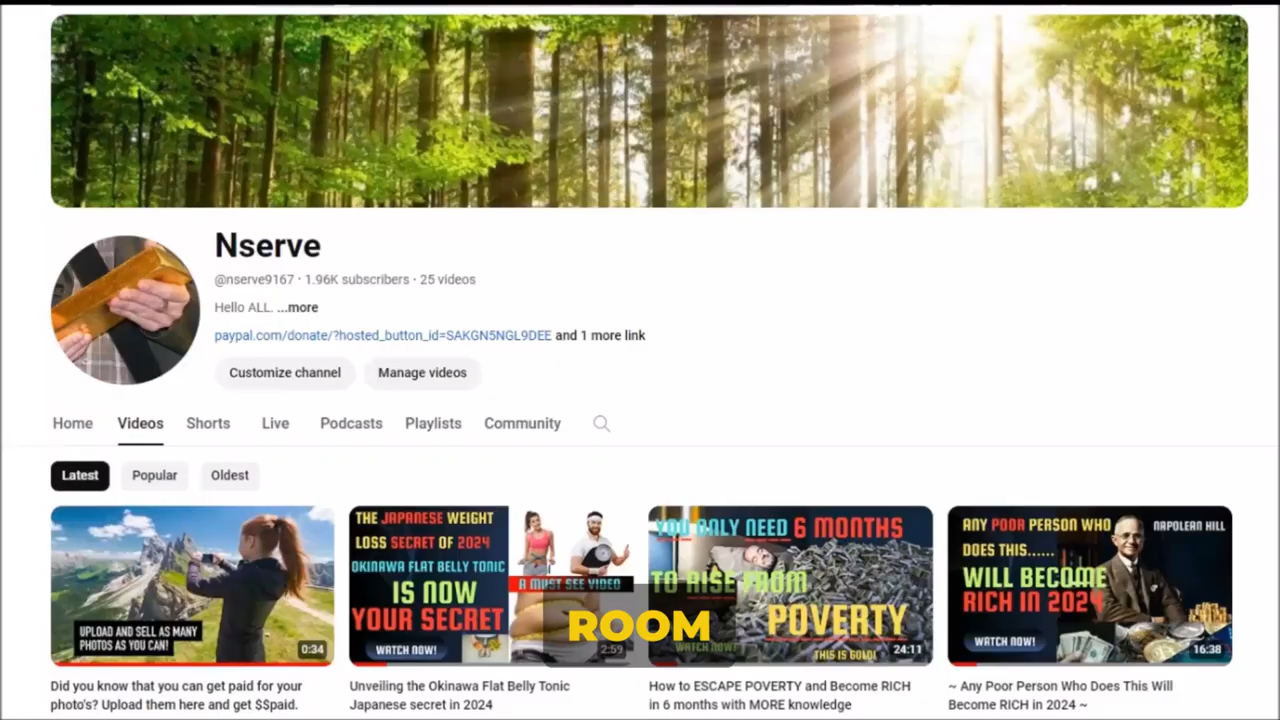 Nserve
@nserve9167 · 1.96K subscribers · 25 videos
Hello ALL. ...more
paypal.com/donate/?hosted_button_id=SAKGN5NGL9DEE and 1 more link
Customize channel
Manage videos
Home
Videos
Shorts
Live
Podcasts
Playlists
Community
Latest
Popular
Oldest
UPLOAD AND SELL AS MANY
PHOTOS AS YOU CAN!
0:34
THE JAPANESE WEIGHT
LOSS SECRET OF 2024
OKINAWA FLAT BELLY TONIC
IS NOW
YOUR SECRET
A MUST SEE VIDEO
WATCH NOW!
2:59
YOU ONLY NEED 6 MONTHS
TO RISE FROM
POVERTY
WATCH NOW!
THIS IS GOLD!
24:11
ANY POOR PERSON WHO
NAPOLEAN HILL
DOES THIS......
WILL BECOME
RICH IN 2024
WATCH NOW!
16:38
ROOM
Did you know that you can get paid for your
photo's? Upload them here and get $$paid.
Unveiling the Okinawa Flat Belly Tonic
Japanese secret in 2024
How to ESCAPE POVERTY and Become RICH
in 6 months with MORE knowledge
~ Any Poor Person Who Does This Will
Become RICH in 2024 ~